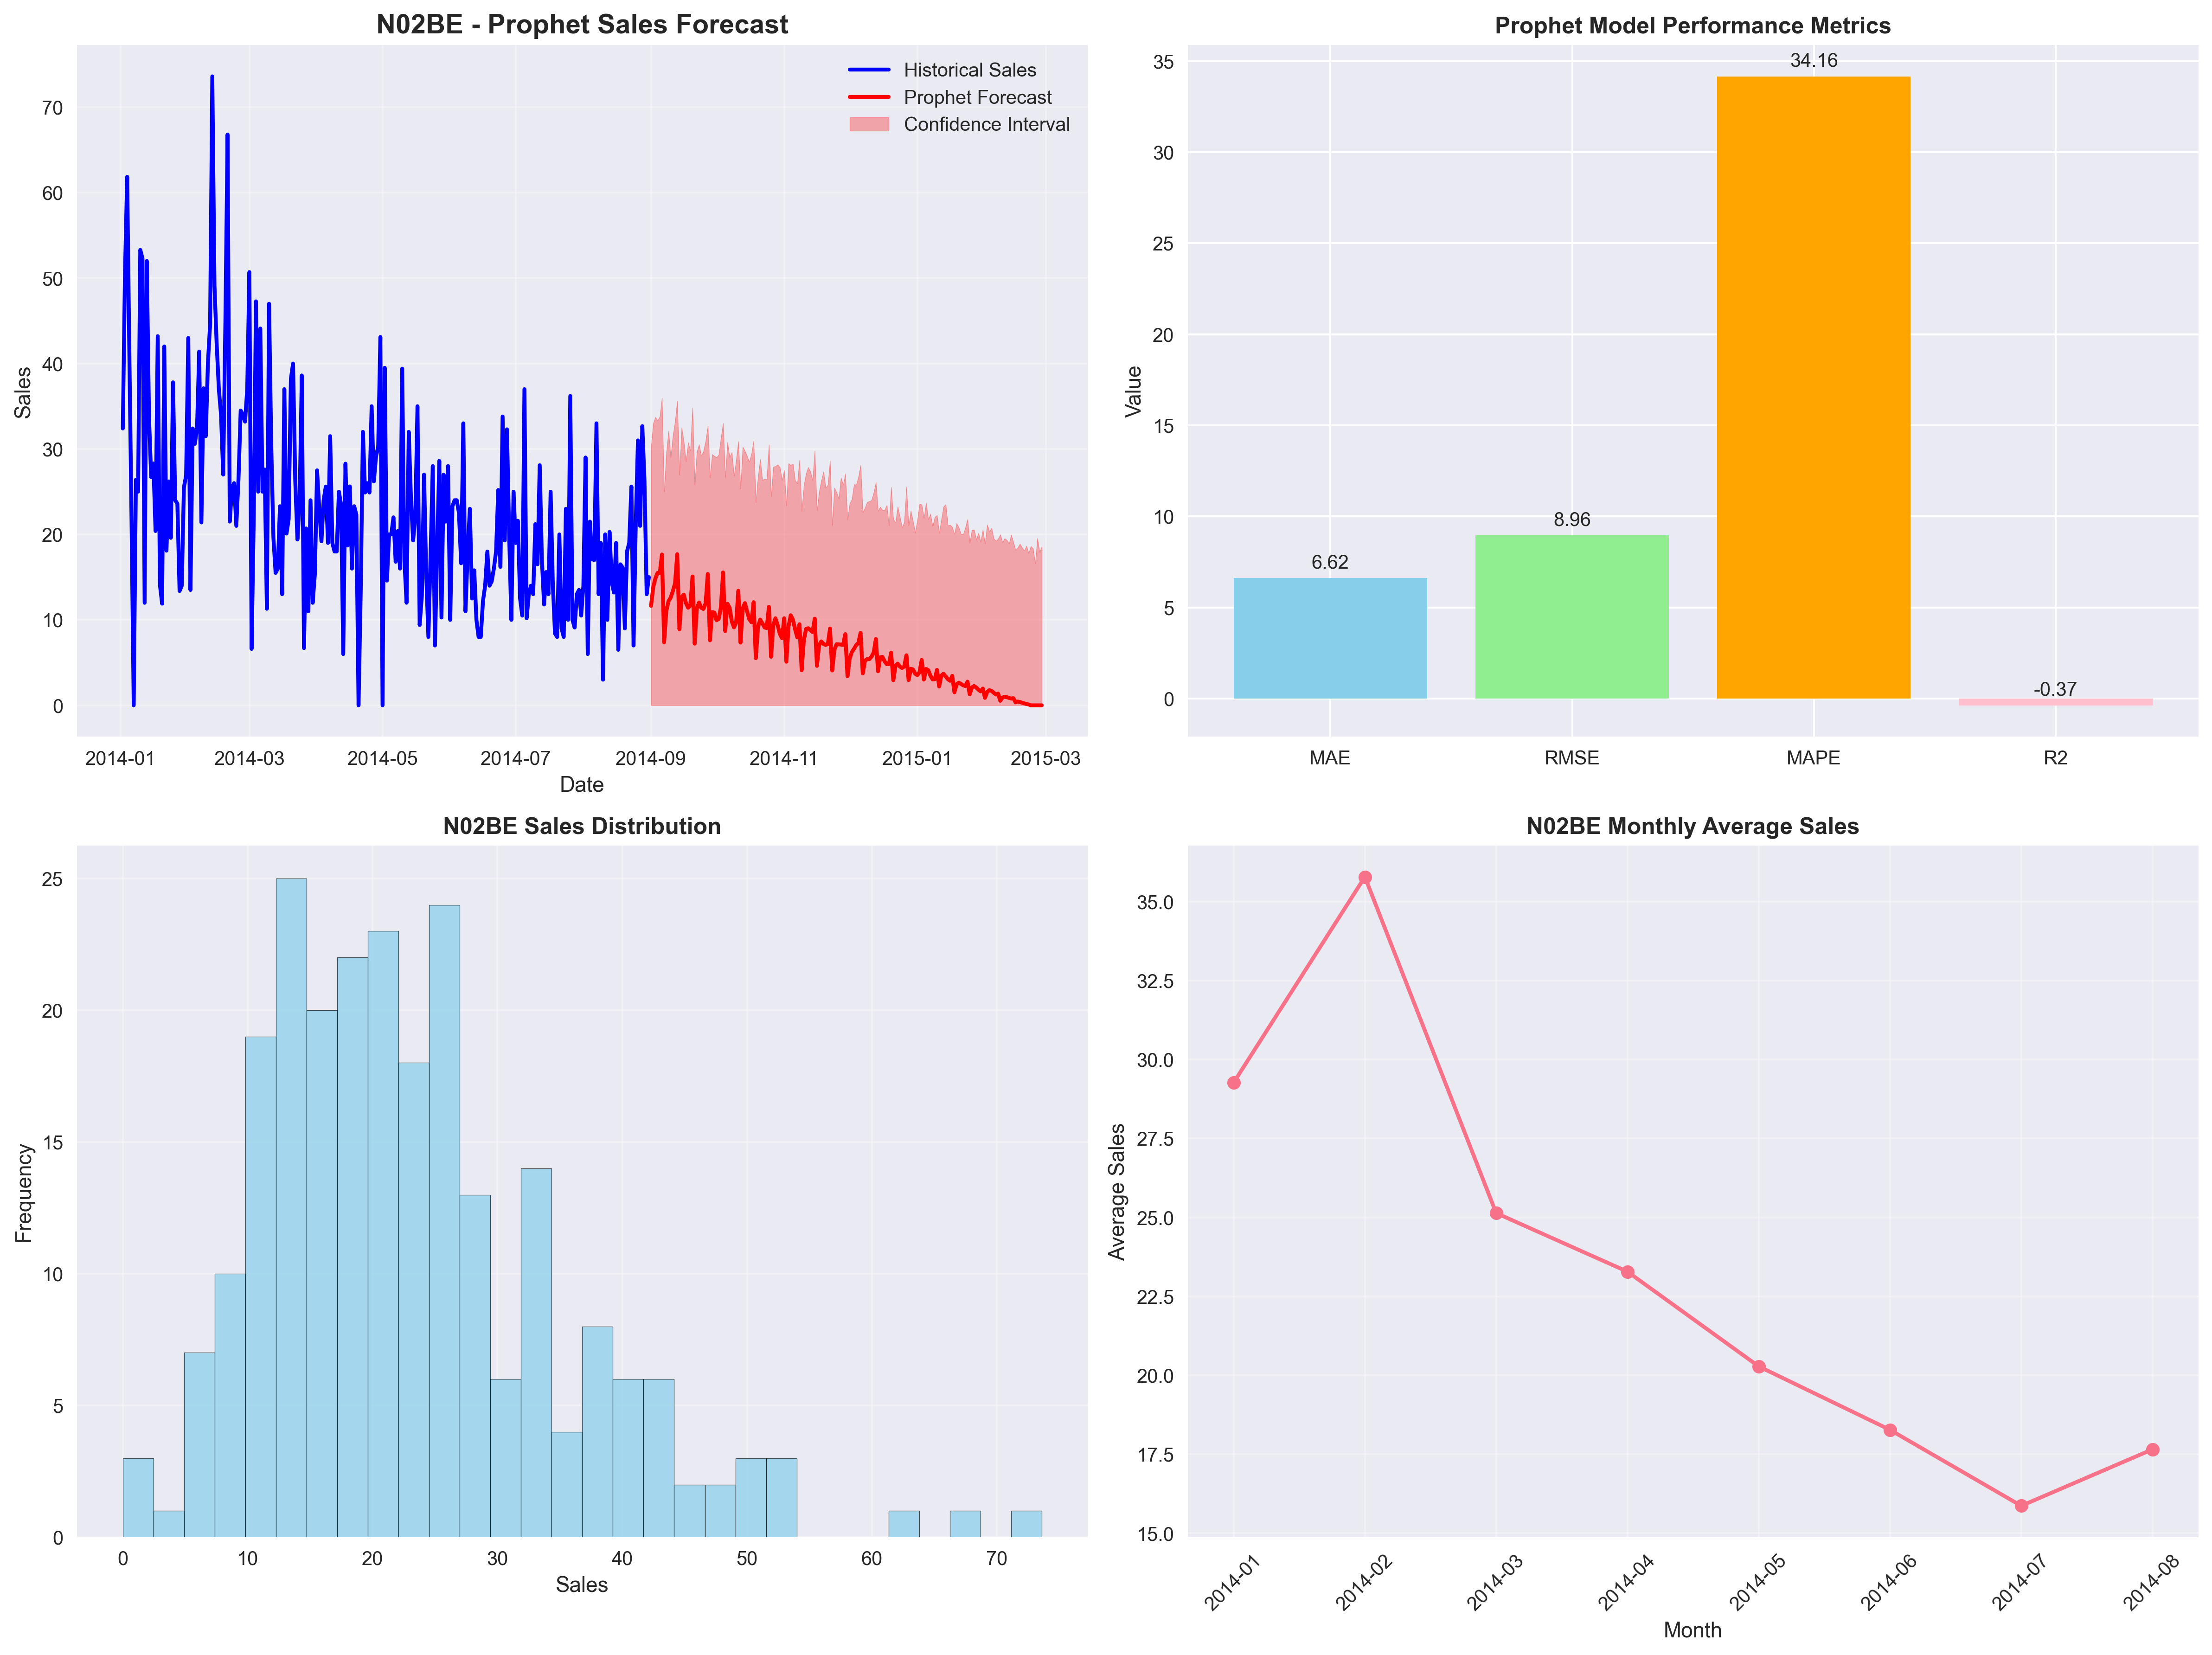 N02BE - Prophet Sales Forecast
Historical Sales
Prophet Forecast
Confidence Interval
Sales
70
60
50
40
30
20
10
0
2014-01 2014-03 2014-05 2014-07 2014-09 2014-11 2015-01 2015-03
Date
Prophet Model Performance Metrics
Value
35
30
25
20
15
10
5
0
6.62
8.96
34.16
-0.37
MAE RMSE MAPE R2
N02BE Sales Distribution
Frequency
25
20
15
10
5
0
0 10 20 30 40 50 60 70
Sales
N02BE Monthly Average Sales
Average Sales
35.0
32.5
30.0
27.5
25.0
22.5
20.0
17.5
15.0
2014-01 2014-02 2014-03 2014-04 2014-05 2014-06 2014-07 2014-08
Month